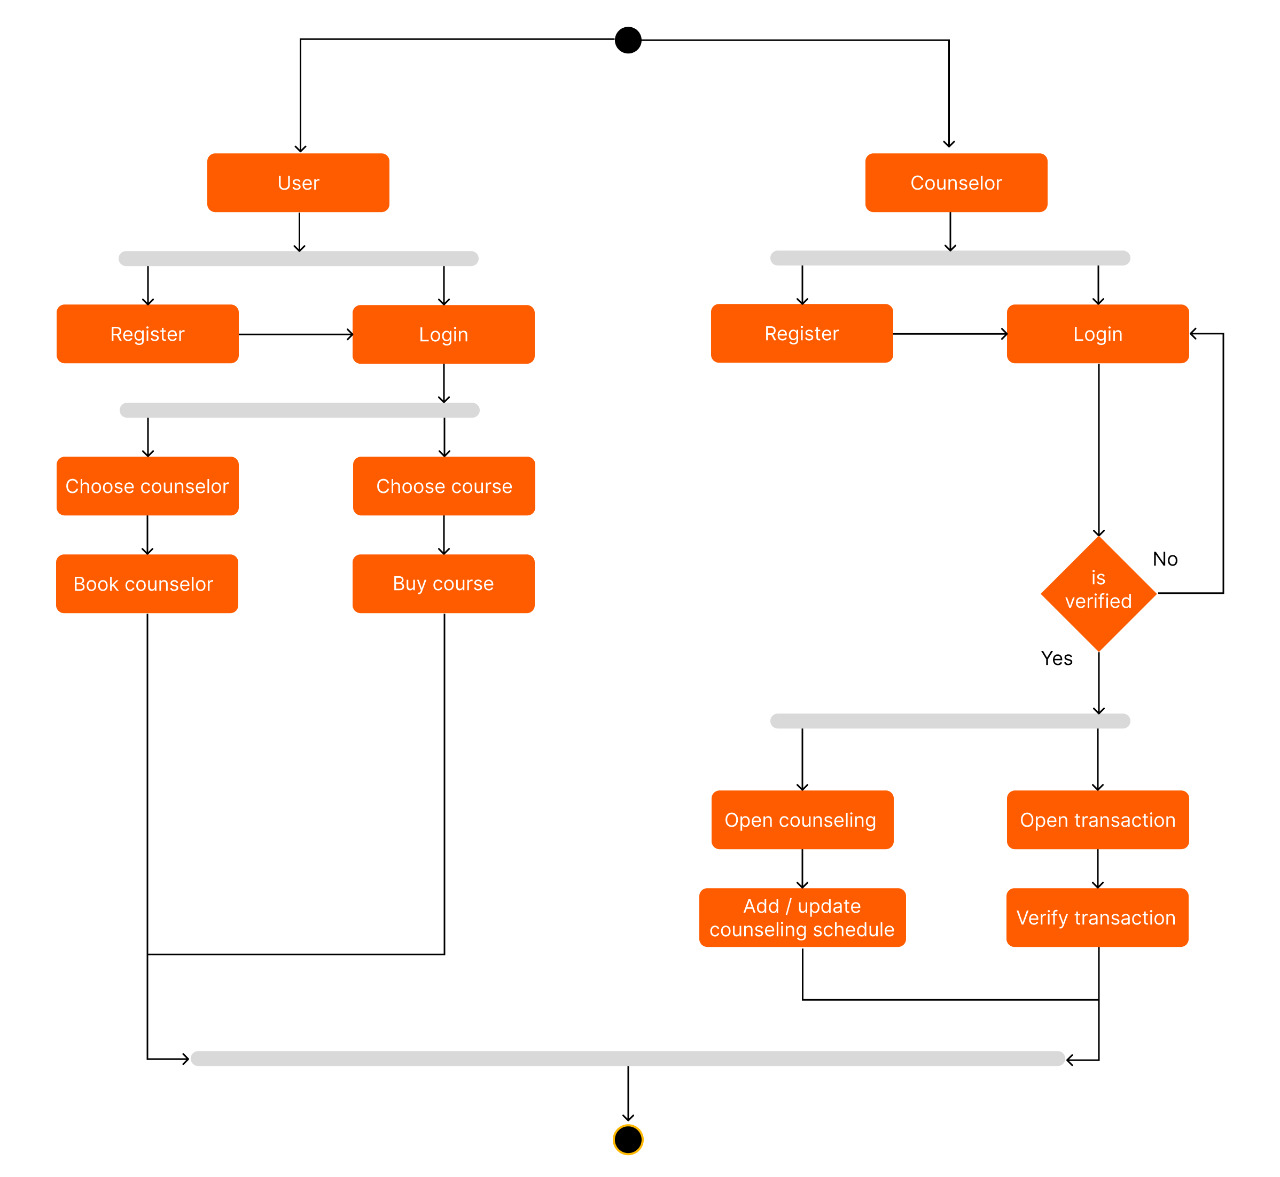 User
Counselor
Register
Login
Register
Login
Choose counselor
Choose course
Book counselor
Buy course
No
is
verified
Yes
Open counseling
Open transaction
Add / update
counseling schedule
Verify transaction